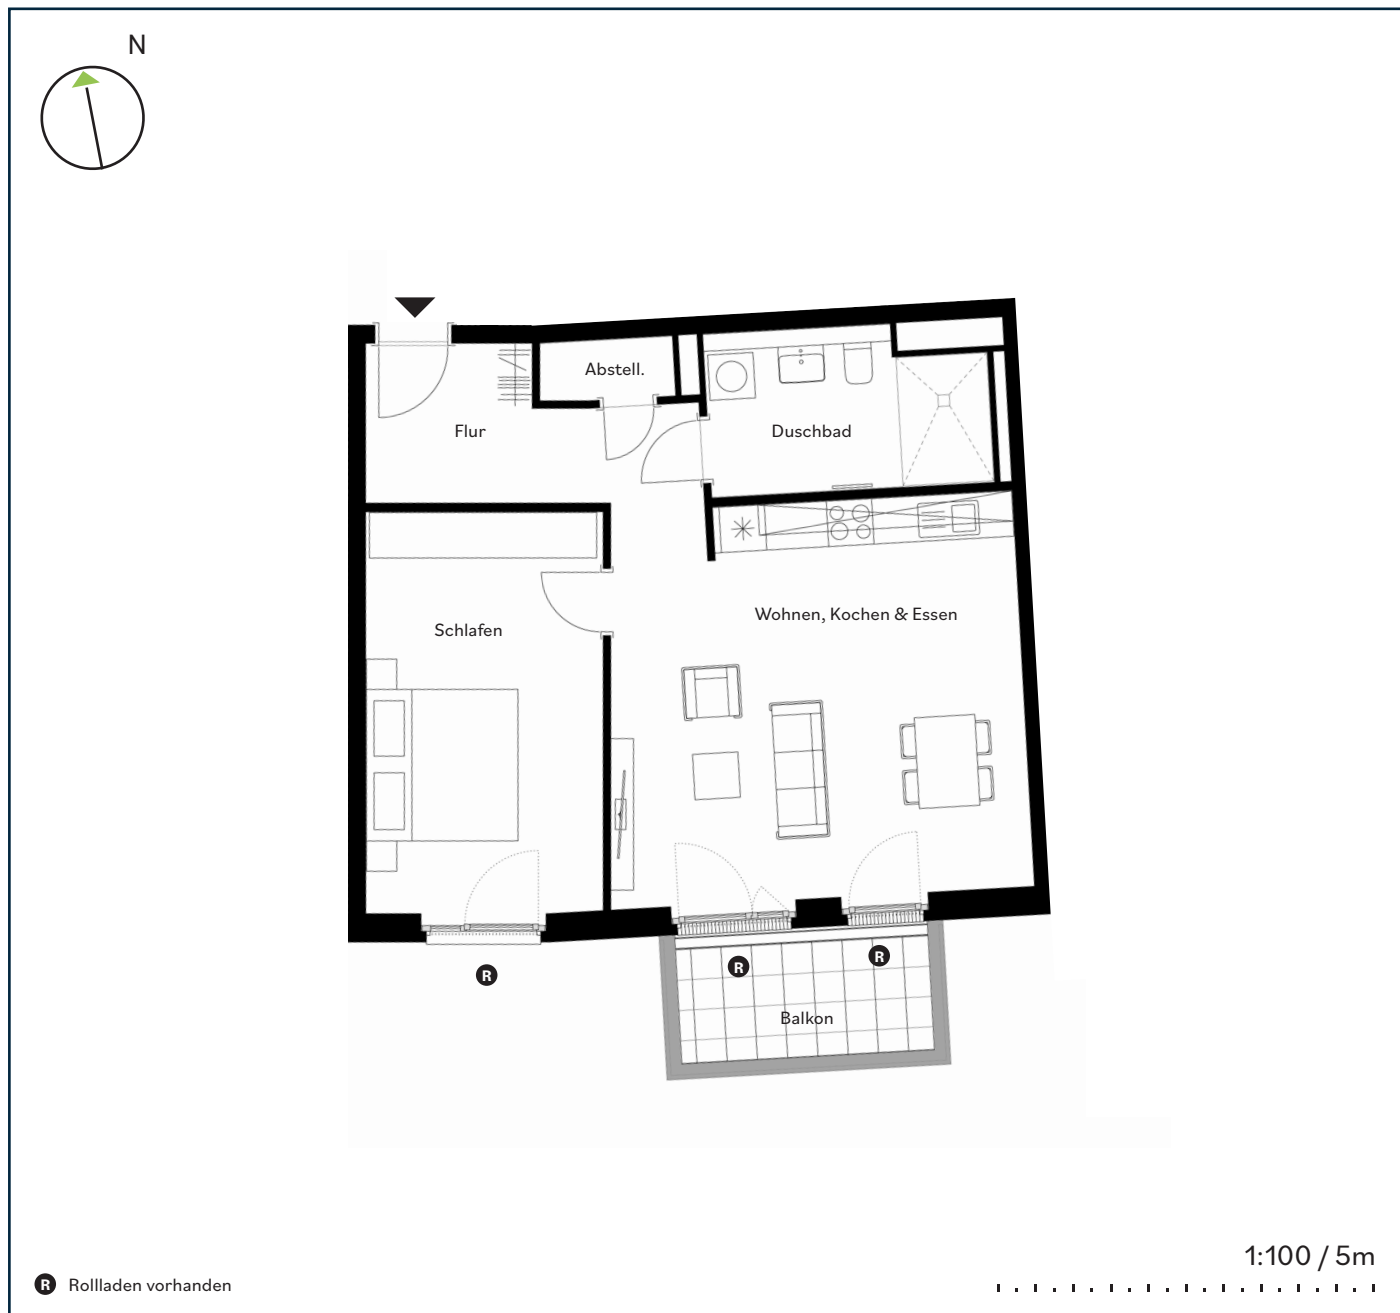 N
Abstell.
Flur
Duschbad
Wohnen, Kochen & Essen
Schlafen
R
R
R
Balkon
1:100 / 5m
R Rollladen vorhanden